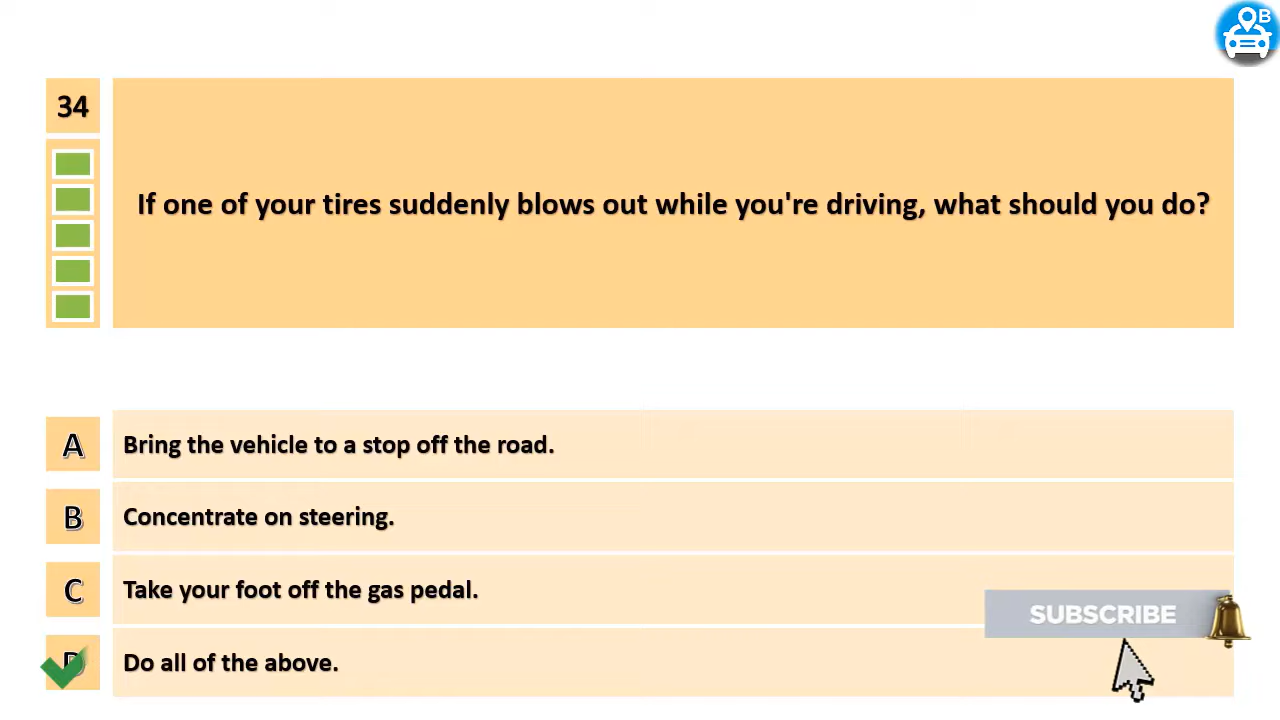 B
34
If one of your tires suddenly blows out while you're driving, what should you do?
A
Bring the vehicle to a stop off the road.
B
Concentrate on steering.
C
Take your foot off the gas pedal.
SUBSCRIBE
D
Do all of the above.